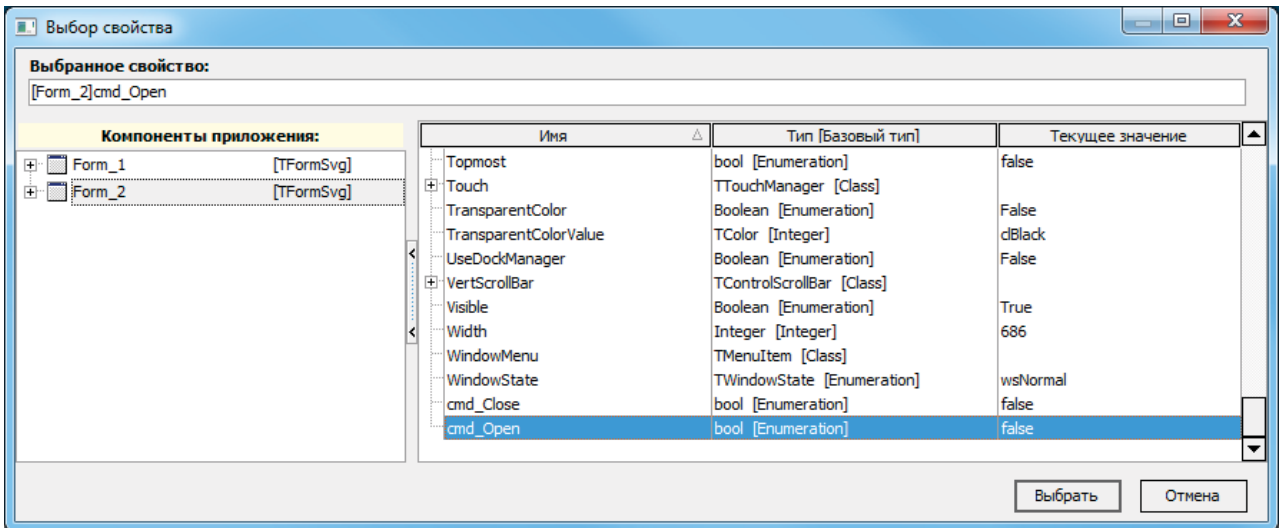 Выбор свойства
Выбранное свойство:
[Form_2]cmd_Open
Компоненты приложения:
Form_1 [TFormSvg]
Form_2 [TFormSvg]
Имя Тип [Базовый тип] Текущее значение
Topmost bool [Enumeration] false
Touch TTouchManager [Class]
TransparentColor Boolean [Enumeration] False
TransparentColorValue TColor [Integer] clBlack
UseDockManager Boolean [Enumeration] False
VertScrollBar TControlScrollBar [Class]
Visible Boolean [Enumeration] True
Width Integer [Integer] 686
WindowMenu TMenuItem [Class]
WindowState TWindowState [Enumeration] wsNormal
cmd_Close bool [Enumeration] false
cmd_Open bool [Enumeration] false
Выбрать Отмена